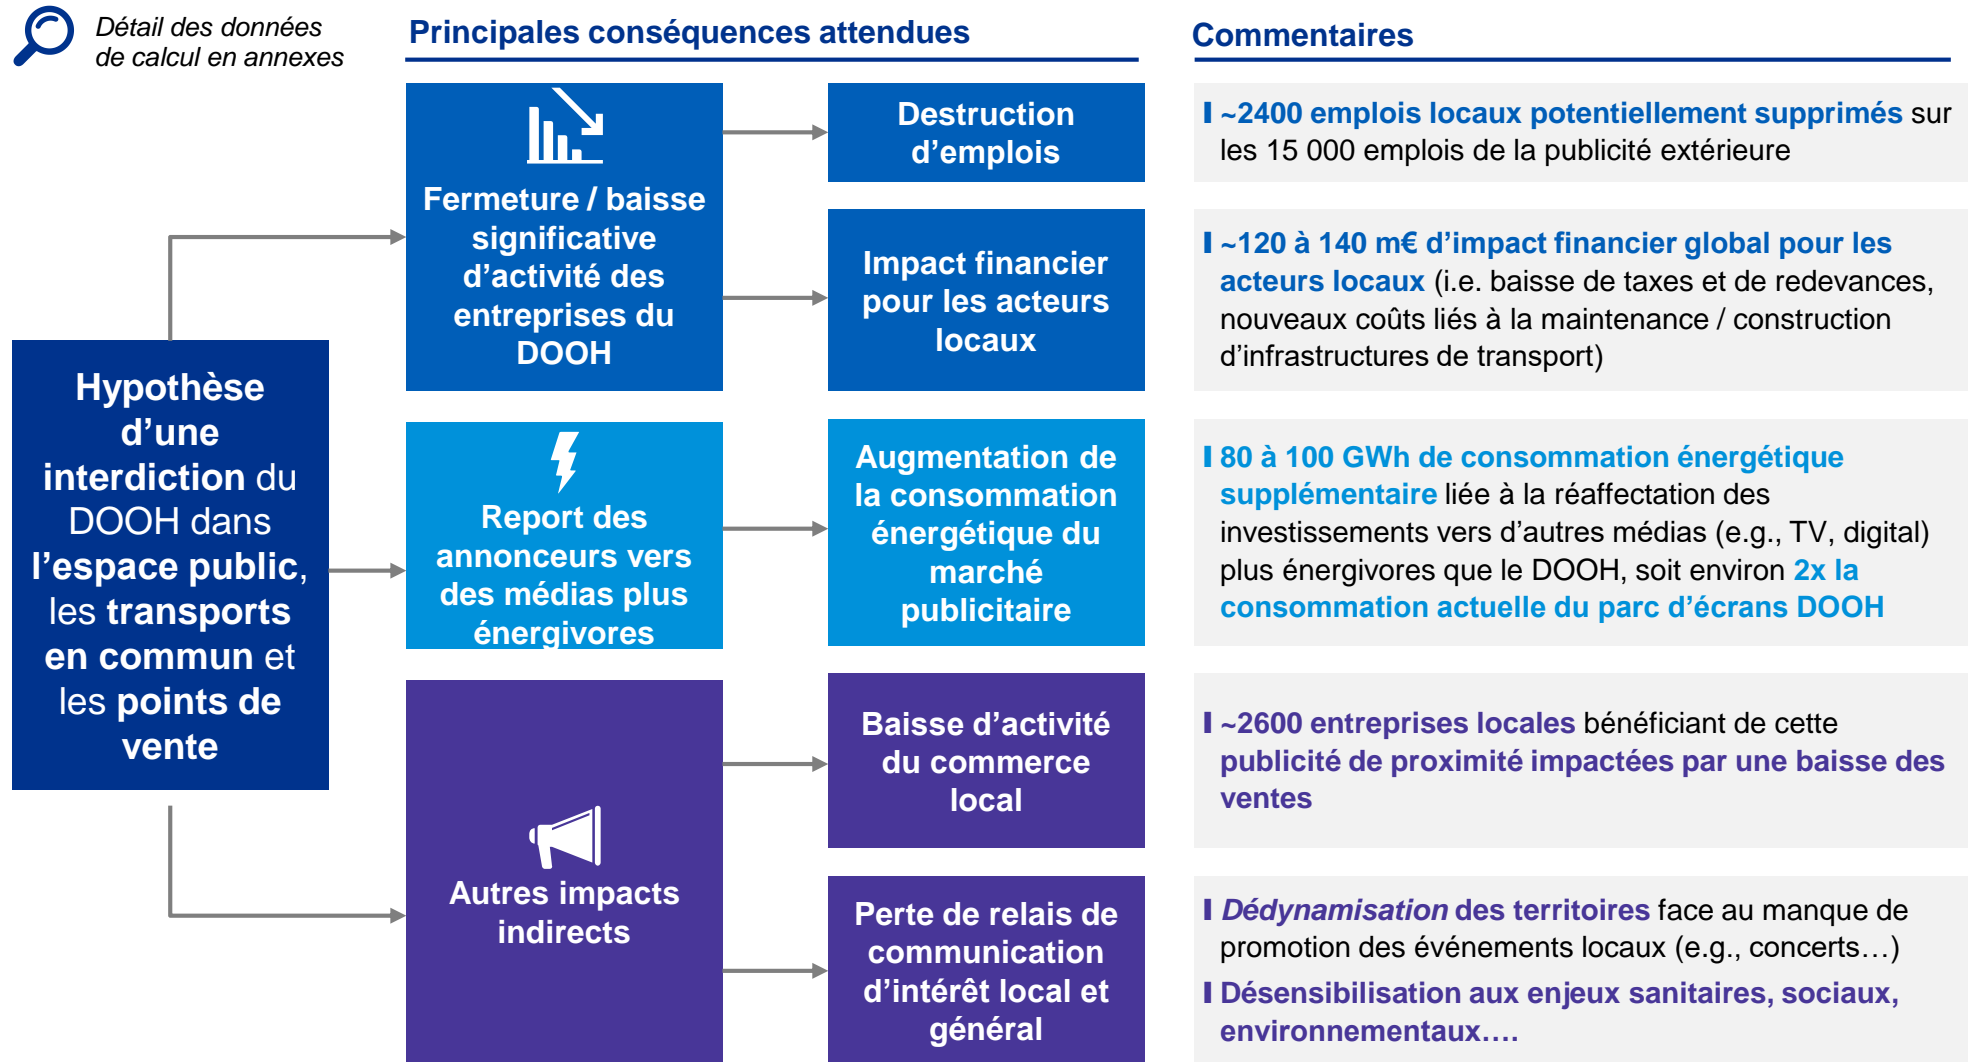 Détail des données
de calcul en annexes
Principales conséquences attendues
Commentaires
Hypothèse
d’une
interdiction du
DOOH dans
l’espace public,
les transports
en commun et
les points de
vente
Fermeture / baisse
significative
d’activité des
entreprises du
DOOH
Destruction
d’emplois
~2400 emplois locaux potentiellement supprimés sur
les 15 000 emplois de la publicité extérieure
Impact financier
pour les acteurs
locaux
~120 à 140 m€ d’impact financier global pour les
acteurs locaux (i.e. baisse de taxes et de redevances,
nouveaux coûts liés à la maintenance / construction
d’infrastructures de transport)
Report des
annonceurs vers
des médias plus
énergivores
Augmentation de
la consommation
énergétique du
marché
publicitaire
80 à 100 GWh de consommation énergétique
supplémentaire liée à la réaffectation des
investissements vers d’autres médias (e.g., TV, digital)
plus énergivores que le DOOH, soit environ 2x la
consommation actuelle du parc d’écrans DOOH
Autres impacts
indirects
Baisse d’activité
du commerce
local
~2600 entreprises locales bénéficiant de cette
publicité de proximité impactées par une baisse des
ventes
Perte de relais de
communication
d’intérêt local et
général
Dédynamisation des territoires face au manque de
promotion des événements locaux (e.g., concerts…)
Désensibilisation aux enjeux sanitaires, sociaux,
environnementaux….